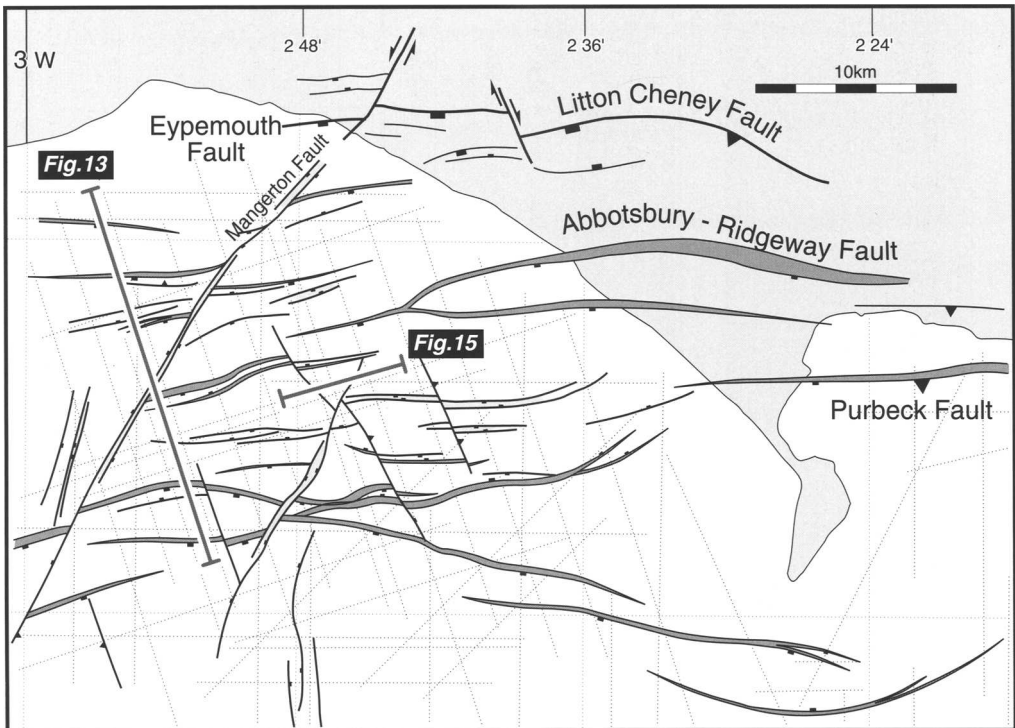 3 W
2 48'
2 36'
2 24'
10km
Eypemouth
Fault
Litton Cheney Fault
Fig.13
Mangerton Fault
Abbotsbury - Ridgeway Fault
Fig.15
Purbeck Fault